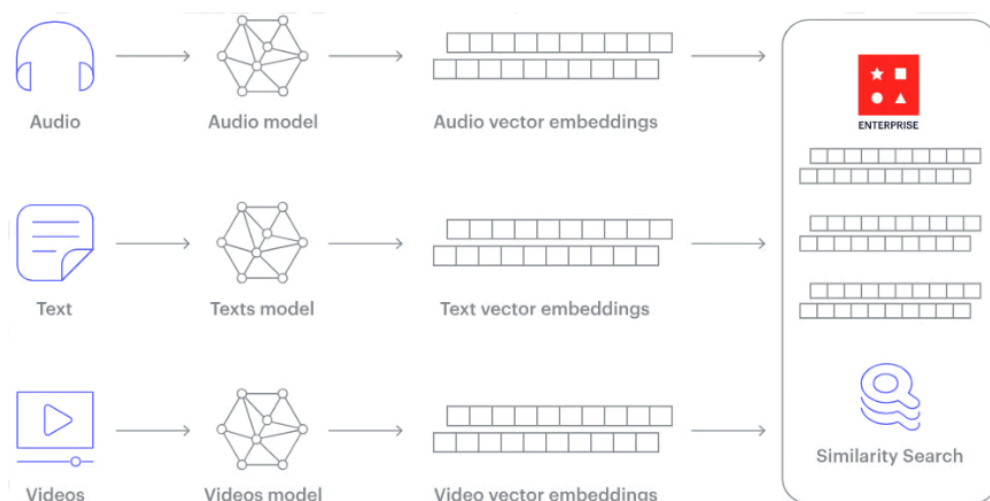 Audio
Audio model
Audio vector embeddings
ENTERPRISE
Text
Texts model
Text vector embeddings
Similarity Search
Videos
Videos model
Video vector embeddings